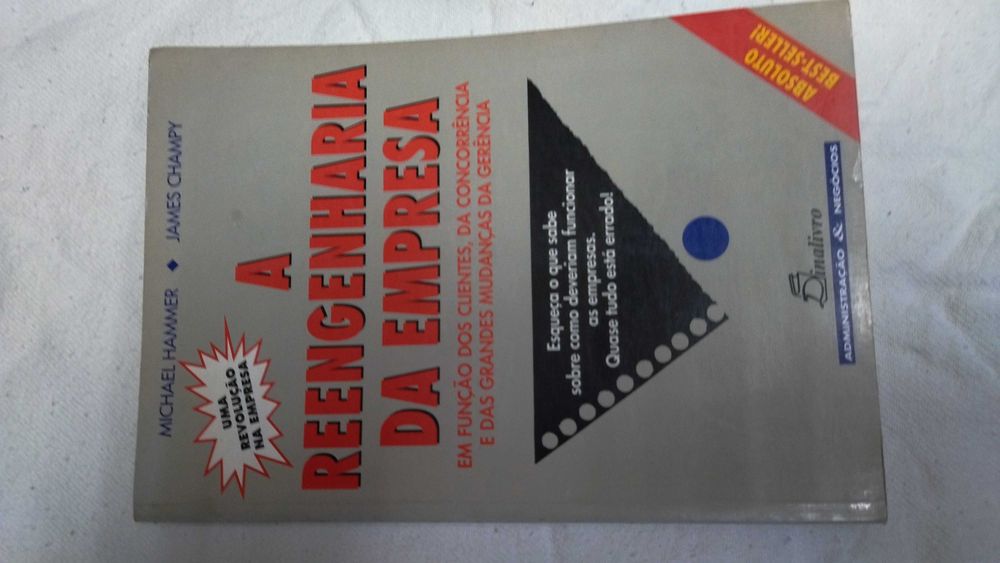 MICHAEL HAMMER ◆ JAMES CHAMPY
UMA
REVOLUÇÃO
NA EMPRESA
A
REENGENHARIA
DA EMPRESA
EM FUNÇÃO DOS CLIENTES, DA CONCORRÊNCIA
E DAS GRANDES MUDANÇAS DA GERÊNCIA
Esqueça o que sabe
sobre como deveriam funcionar
as empresas.
Quase tudo está errado!
Dinalivro
ADMINISTRAÇÃO & NEGÓCIOS
ABSOLUTO
BEST-SELLER!